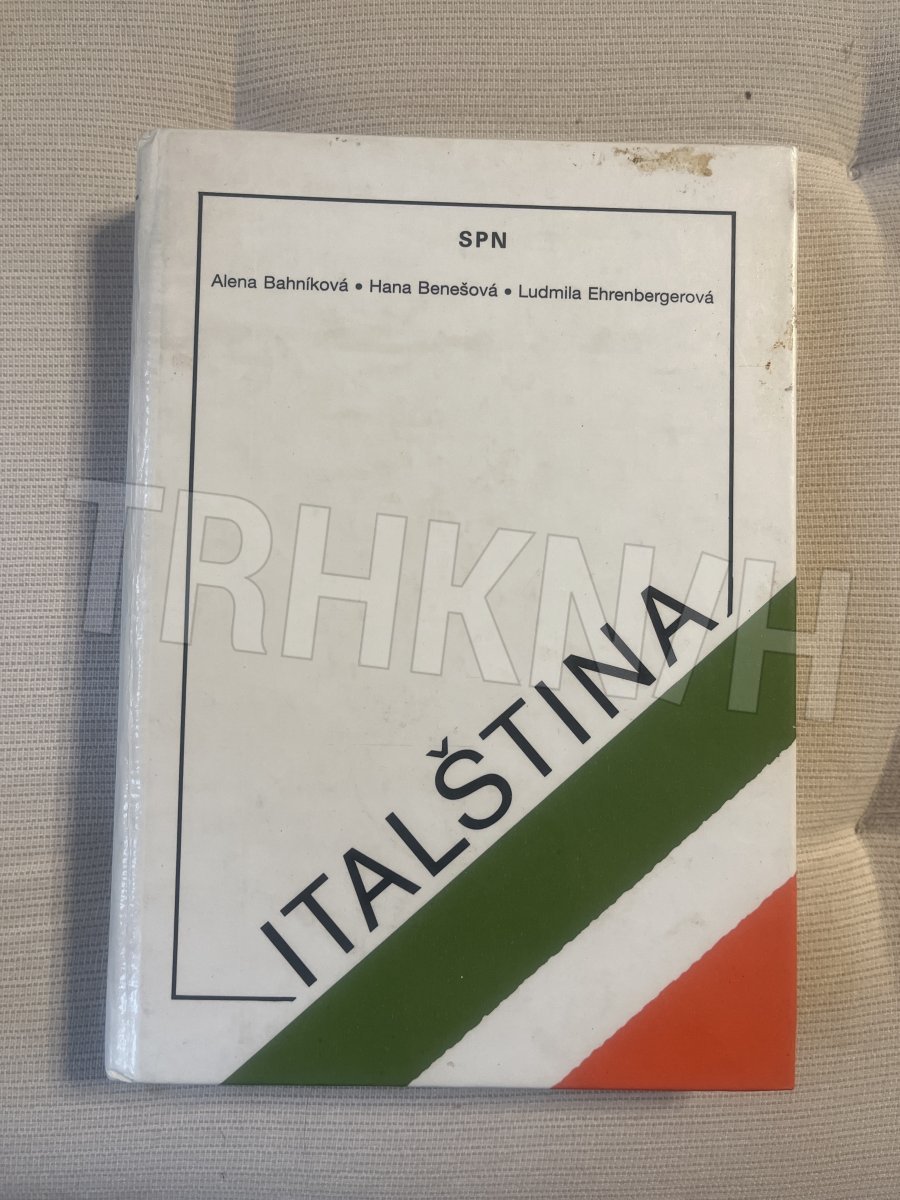 SPN
Alena Bahníková • Hana Benešová • Ludmila Ehrenbergerová
TRHKNIH
ITALŠTINA